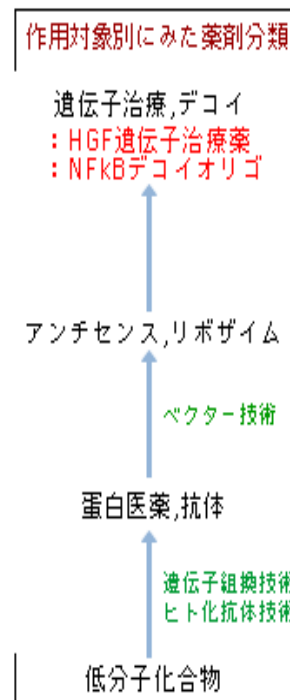 作用対象別にみた薬剤分類
遺伝子治療,デコイ
：HGF遺伝子治療薬
：NFkBデコイオリゴ
アンチセンス,リボザイム
ベクター技術
蛋白医薬,抗体
遺伝子組換技術
ヒト化抗体技術
低分子化合物